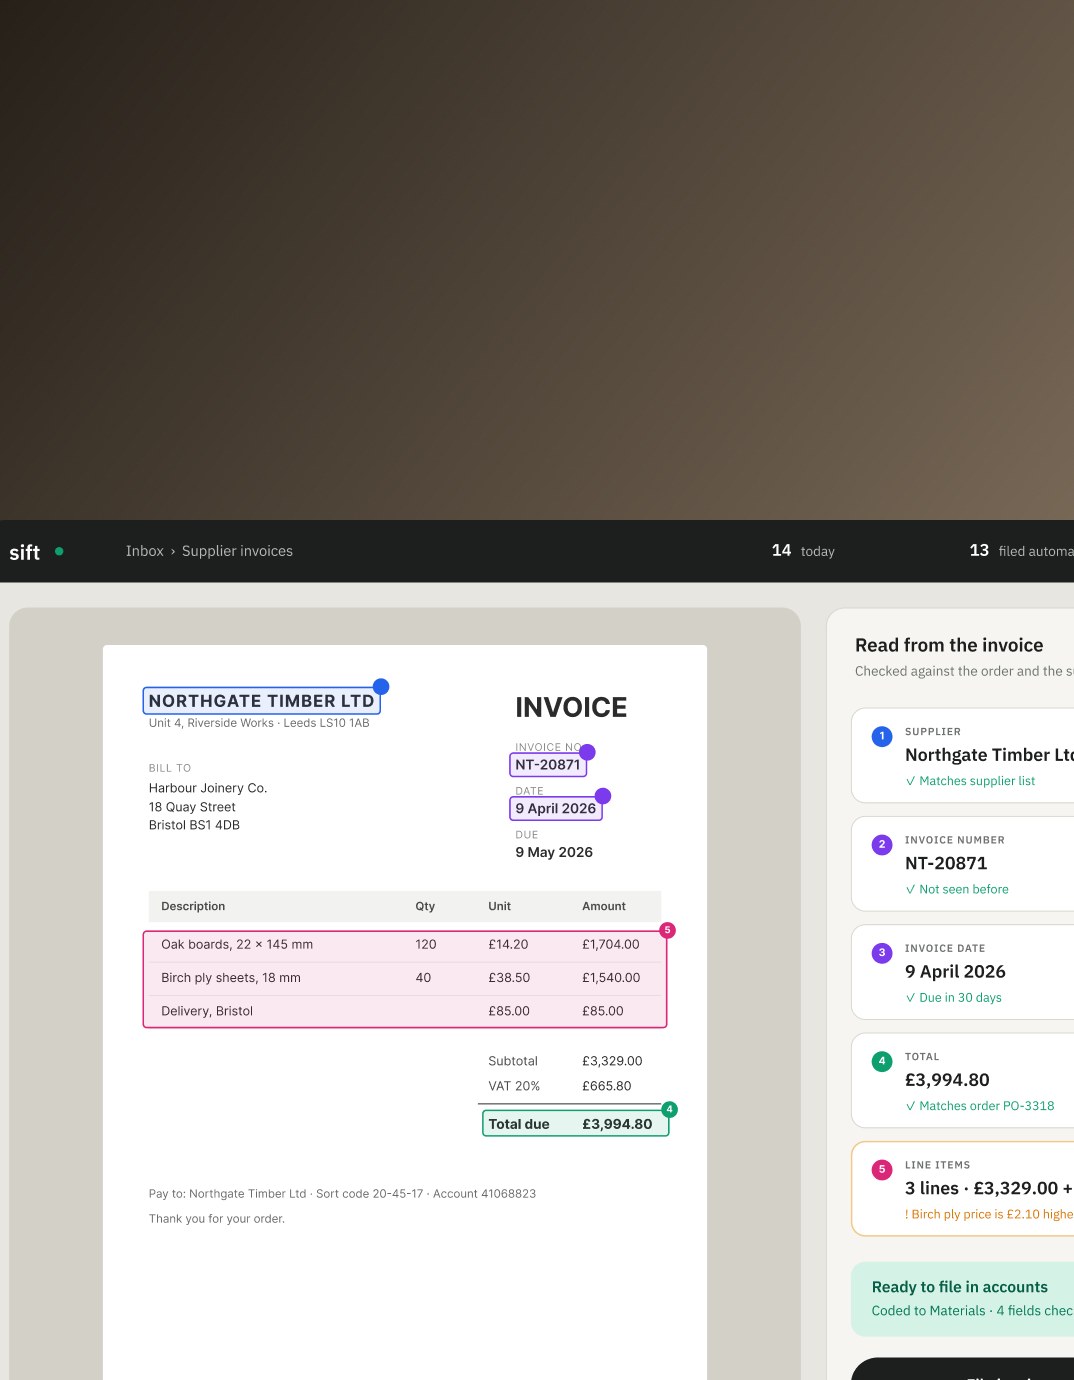 sift
Inbox › Supplier invoices
14 today
13 filed automa
NORTHGATE TIMBER LTD
Unit 4, Riverside Works · Leeds LS10 1AB
BILL TO
Harbour Joinery Co.
18 Quay Street
Bristol BS1 4DB
INVOICE
INVOICE NO
NT-20871
DATE
9 April 2026
DUE
9 May 2026
Description Qty Unit Amount
5
Oak boards, 22 × 145 mm 120 £14.20 £1,704.00
Birch ply sheets, 18 mm 40 £38.50 £1,540.00
Delivery, Bristol £85.00 £85.00
Subtotal £3,329.00
VAT 20% £665.80
4
Total due £3,994.80
Pay to: Northgate Timber Ltd · Sort code 20-45-17 · Account 41068823
Thank you for your order.
Read from the invoice
Checked against the order and the su
1
SUPPLIER
Northgate Timber Ltd
✓ Matches supplier list
2
INVOICE NUMBER
NT-20871
✓ Not seen before
3
INVOICE DATE
9 April 2026
✓ Due in 30 days
4
TOTAL
£3,994.80
✓ Matches order PO-3318
5
LINE ITEMS
3 lines · £3,329.00 +
! Birch ply price is £2.10 highe
Ready to file in accounts
Coded to Materials · 4 fields chec